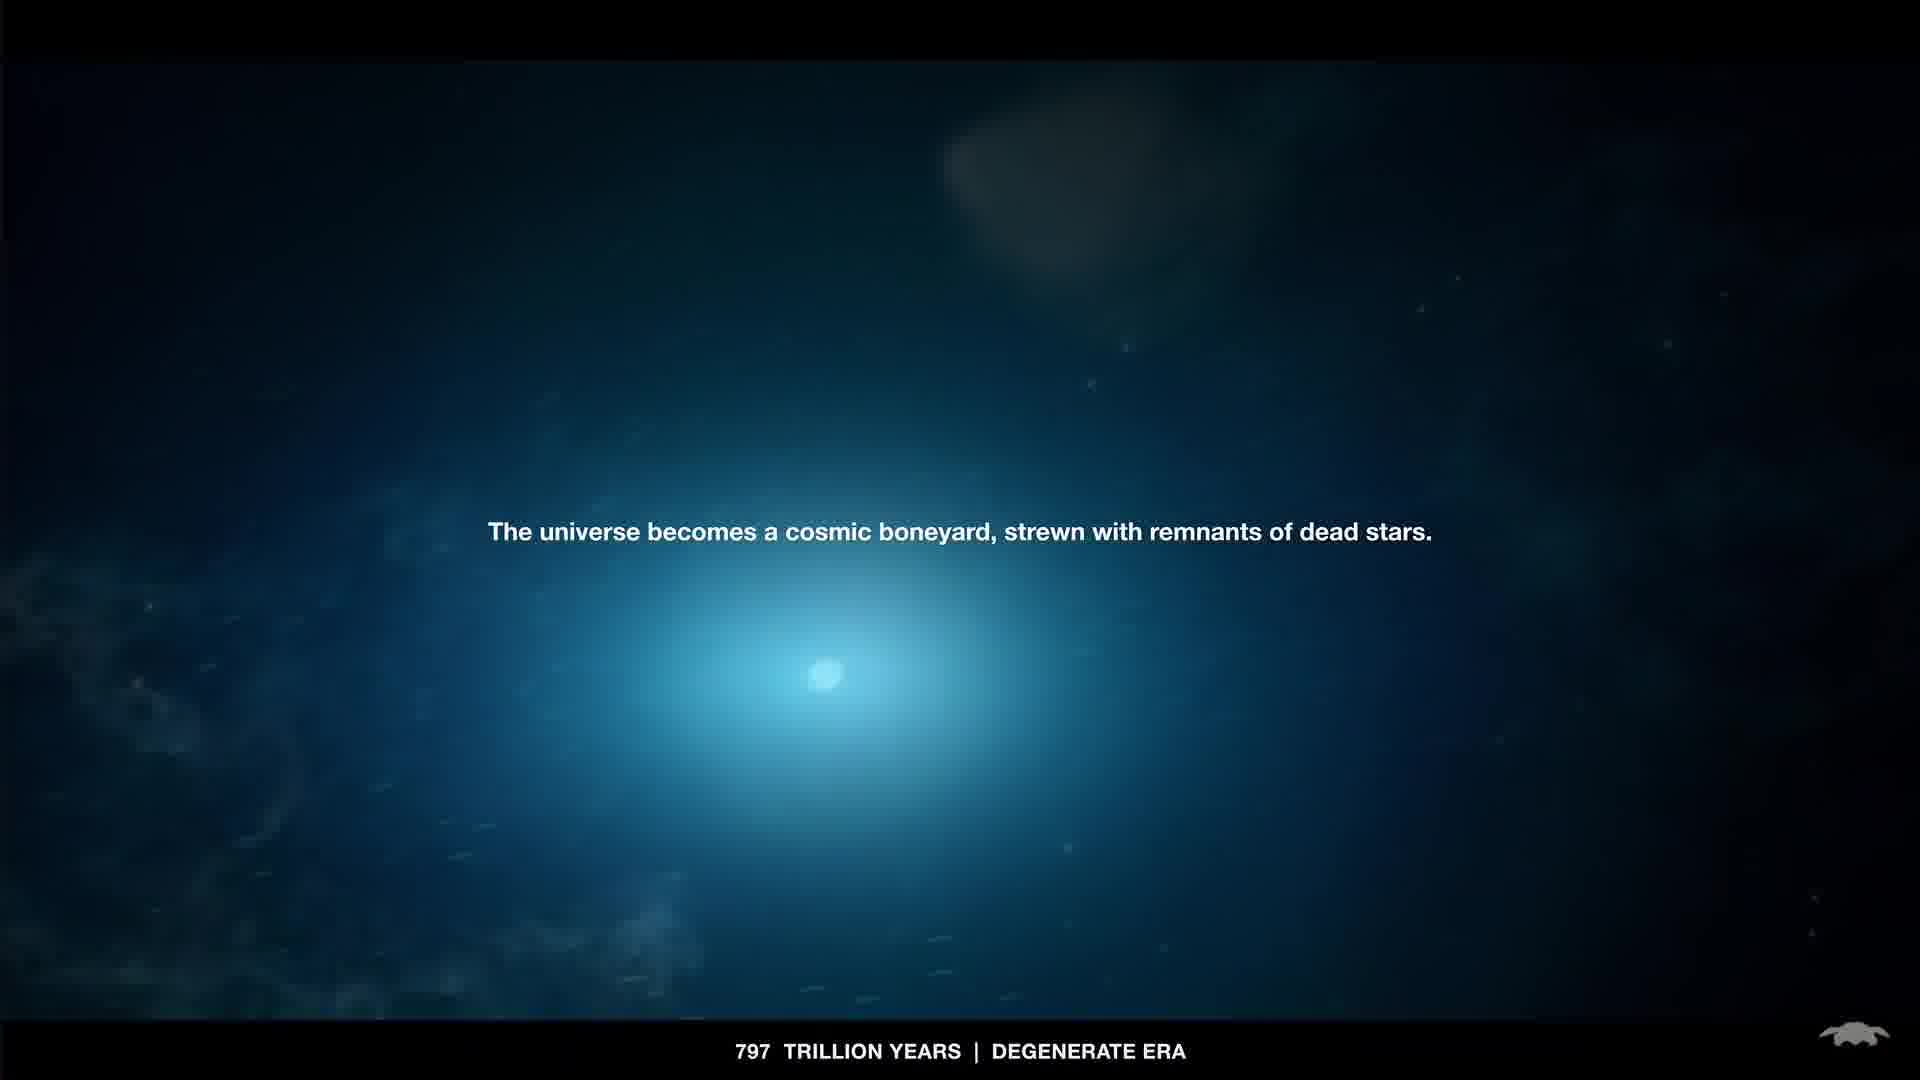 The universe becomes a cosmic boneyard, strewn with remnants of dead stars.
797 TRILLION YEARS | DEGENERATE ERA